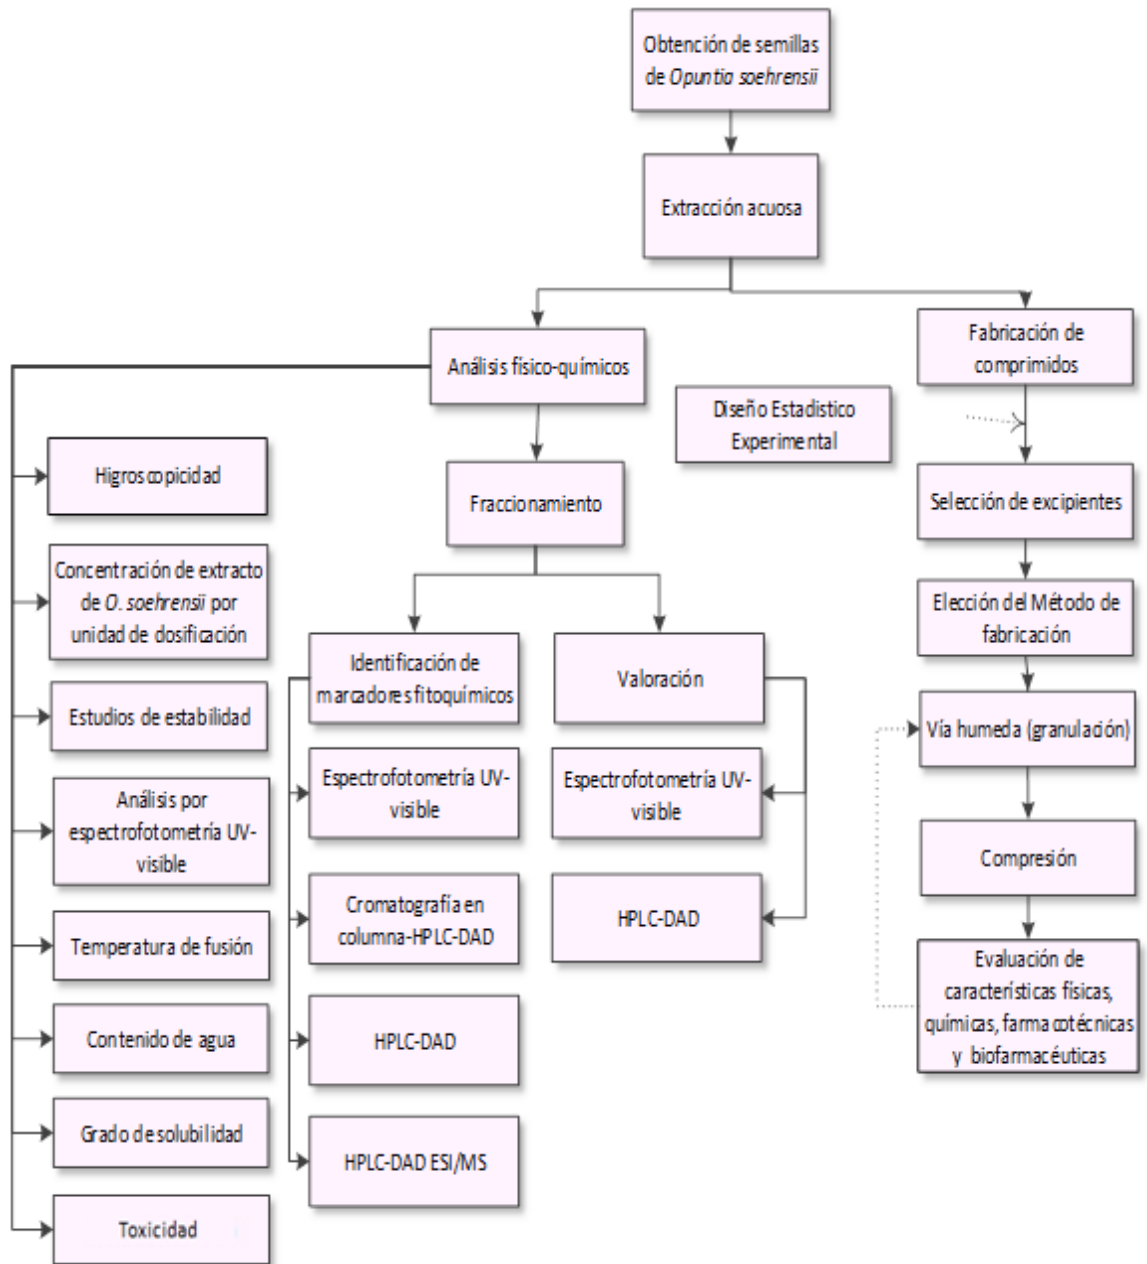 Obtención de semillas
de Opuntia soehrensii
Extracción acuosa
Análisis físico-químicos
Fabricación de
comprimidos
Diseño Estadistico
Experimental
Higroscopicidad
Concentración de extracto
de O. soehrensii por
unidad de dosificación
Estudios de estabilidad
Análisis por
espectrofotometría UV-
visible
Temperatura de fusión
Contenido de agua
Grado de solubilidad
Toxicidad
Fraccionamiento
Identificación de
marcadores fitoquímicos
Espectrofotometría UV-
visible
Cromatografía en
columna-HPLC-DAD
HPLC-DAD
HPLC-DAD ESI/MS
Valoración
Espectrofotometría UV-
visible
HPLC-DAD
Selección de excipientes
Elección del Método de
fabricación
Vía humeda (granulación)
Compresión
Evaluación de
características físicas,
químicas, farmacotécnicas
y biofarmacéuticas